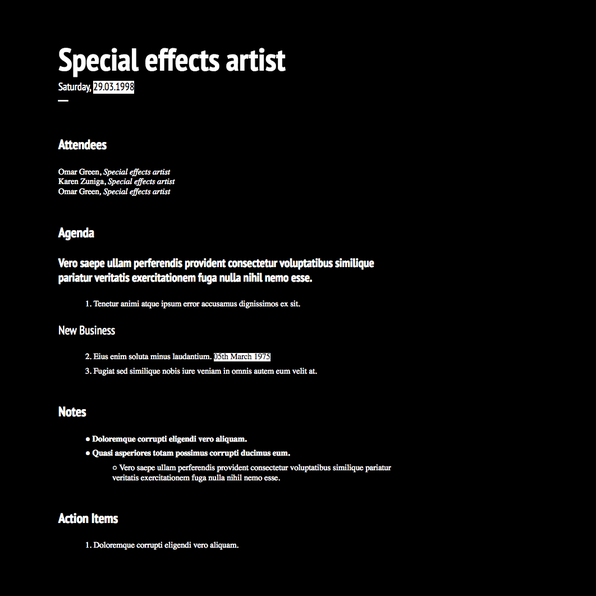 Special effects artist
Saturday, 29.03.1998
Attendees
Omar Green, Special effects artist
Karen Zuniga, Special effects artist
Omar Green, Special effects artist
Agenda
Vero saepe ullam perferendis provident consectetur voluptatibus similique
pariatur veritatis exercitationem fuga nulla nihil nemo esse.
1. Tenetur animi atque ipsum error accusamus dignissimos ex sit.
New Business
2. Eius enim soluta minus laudantium. 05th March 1975
3. Fugiat sed similique nobis iure veniam in omnis autem eum velit at.
Notes
● Doloremque corrupti eligendi vero aliquam.
● Quasi asperiores totam possimus corrupti ducimus eum.
○ Vero saepe ullam perferendis provident consectetur voluptatibus similique pariatur
veritatis exercitationem fuga nulla nihil nemo esse.
Action Items
1. Doloremque corrupti eligendi vero aliquam.